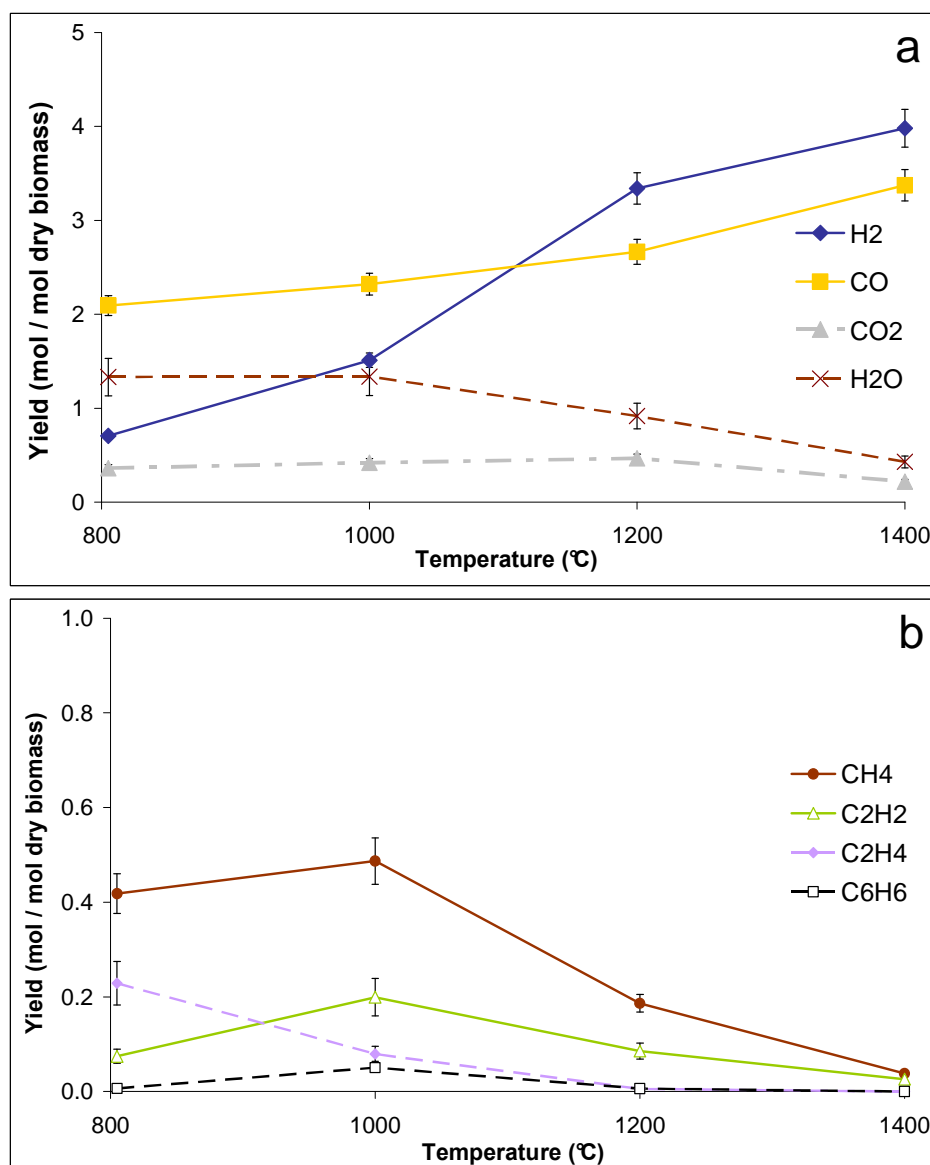 a
5
4
3
2
1
0
Yield (mol / mol dry biomass)
H2
CO
CO2
H2O
800
1000
1200
1400
Temperature (°C)
b
1.0
0.8
0.6
0.4
0.2
0.0
Yield (mol / mol dry biomass)
CH4
C2H2
C2H4
C6H6
800
1000
1200
1400
Temperature (°C)